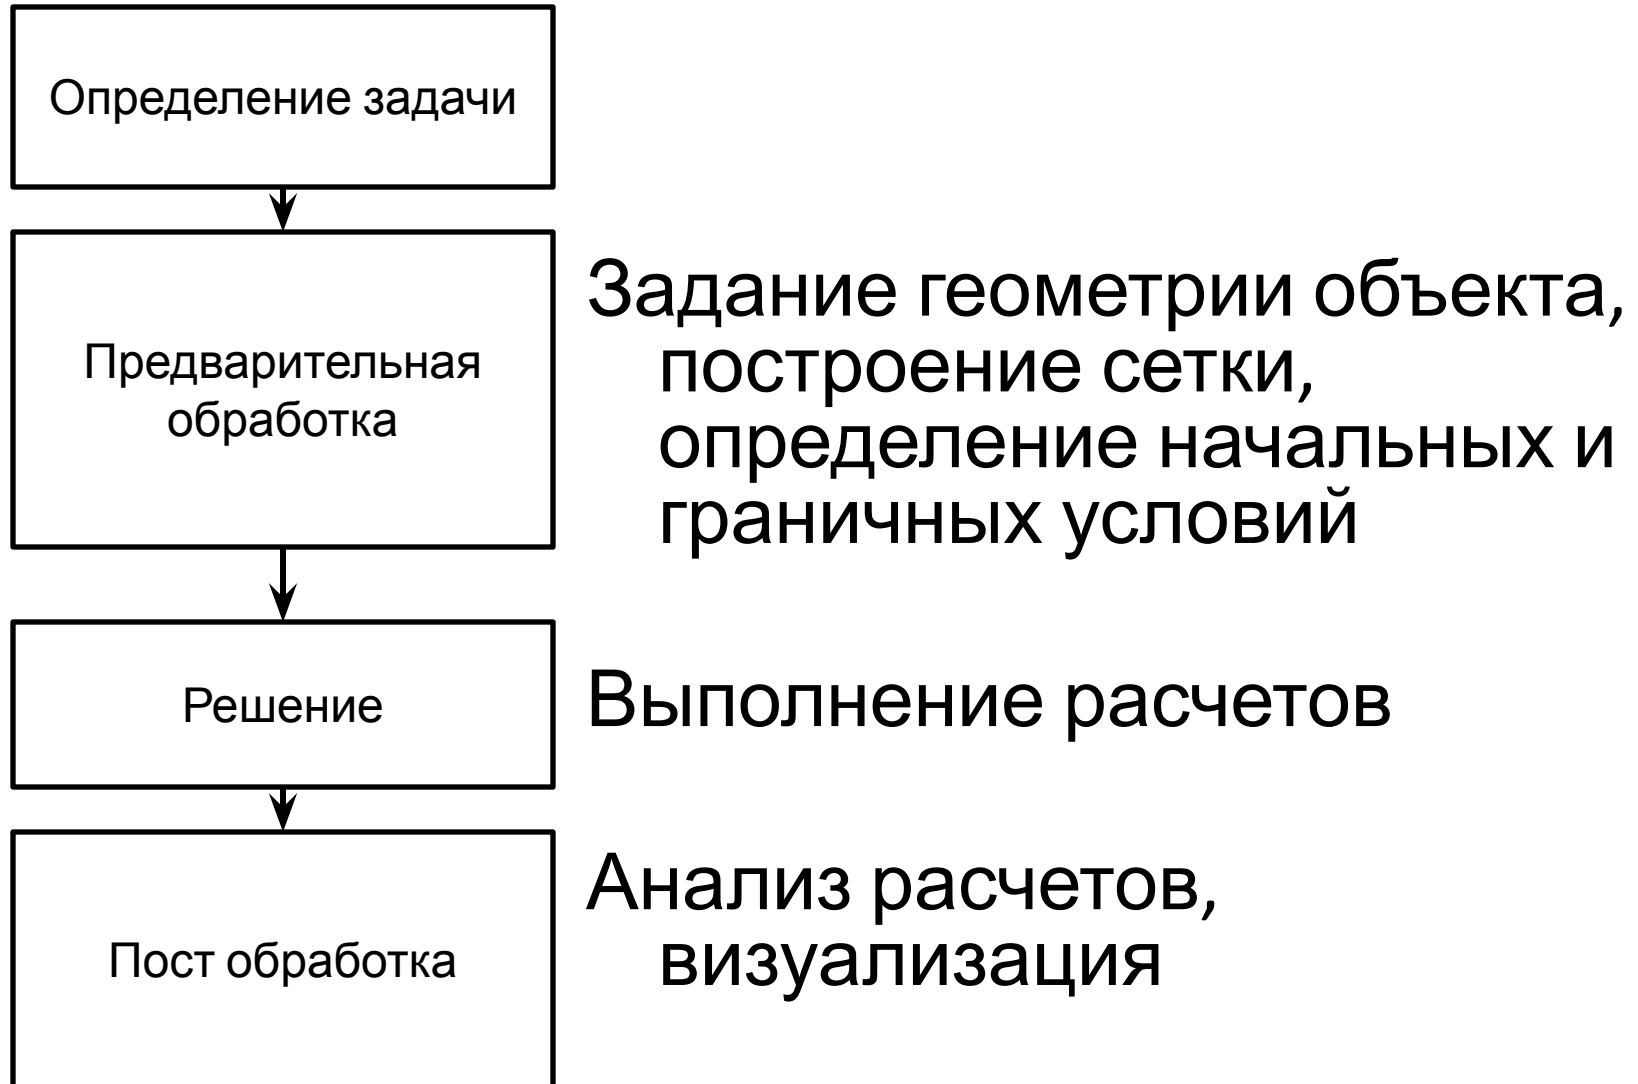 Определение задачи
Предварительная
обработка
Задание геометрии объекта,
построение сетки,
определение начальных и
граничных условий
Решение
Выполнение расчетов
Пост обработка
Анализ расчетов,
визуализация